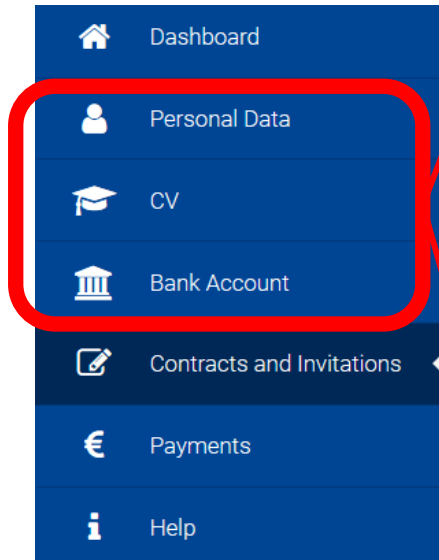 Dashboard
Personal Data
CV
Bank Account
Contracts and Invitations
Payments
Help